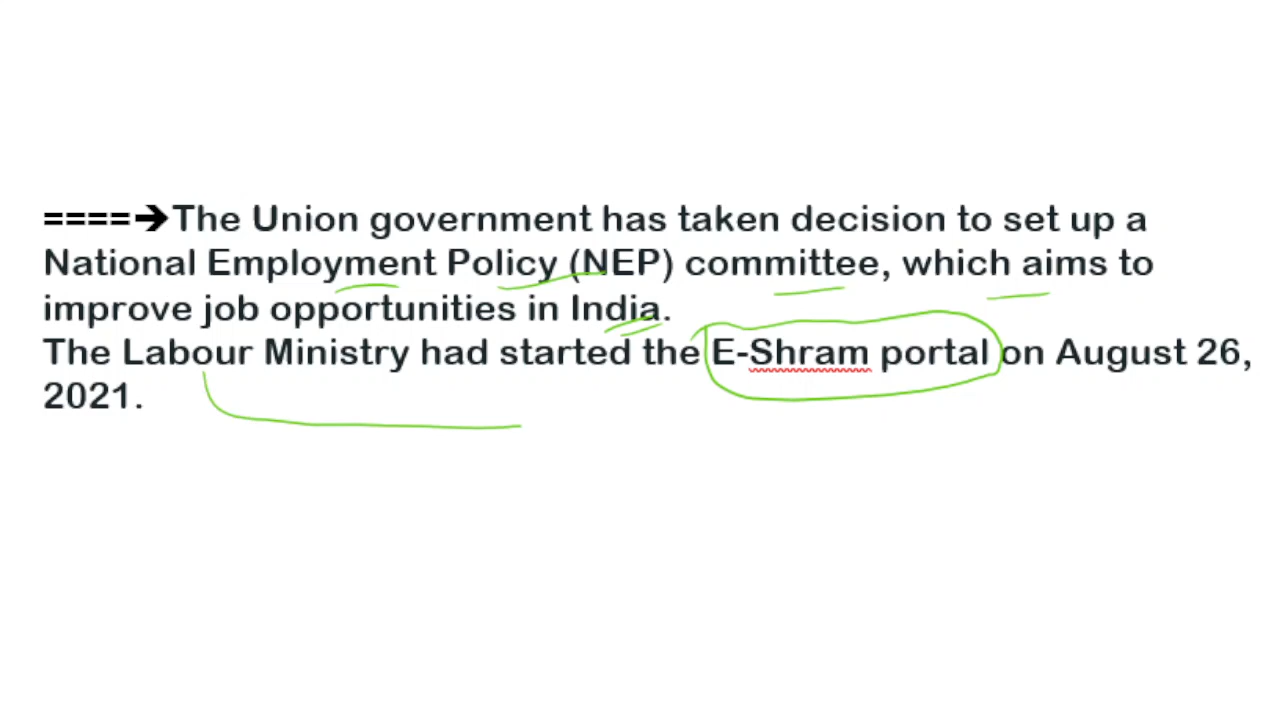 ====➔The Union government has taken decision to set up a
National Employment Policy (NEP) committee, which aims to
improve job opportunities in India.
The Labour Ministry had started the E-Shram portal on August 26,
2021.